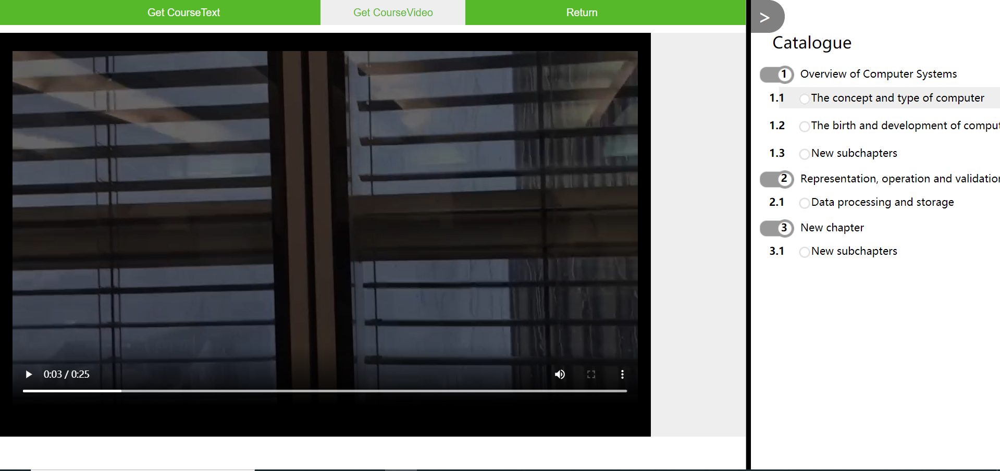 Get CourseText
Get CourseVideo
Return
>
Catalogue
1 Overview of Computer Systems
1.1 The concept and type of computer
1.2 The birth and development of
1.3 New subchapters
2 Representation, operation and
2.1 Data processing and storage
3 New chapter
3.1 New subchapters
0:03 / 0:25